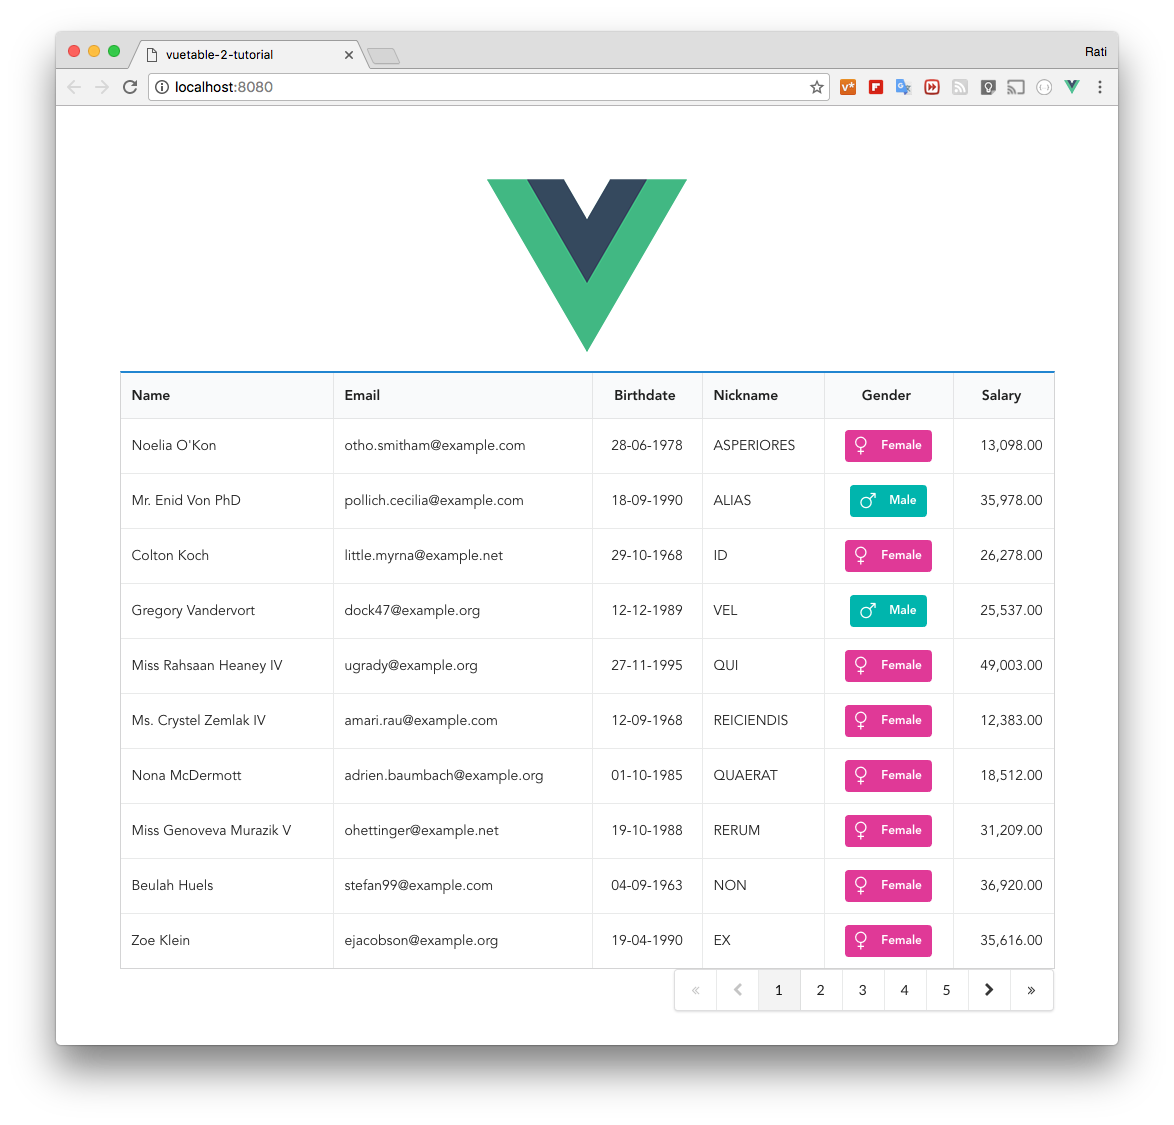 vuetable-2-tutorial
Rati
localhost:8080
Name Email Birthdate Nickname Gender Salary
Noelia O'Kon otho.smitham@example.com 28-06-1978 ASPERIORES Female 13,098.00
Mr. Enid Von PhD pollich.cecilia@example.com 18-09-1990 ALIAS Male 35,978.00
Colton Koch little.myrna@example.net 29-10-1968 ID Female 26,278.00
Gregory Vandervort dock47@example.org 12-12-1989 VEL Male 25,537.00
Miss Rahsaan Heaney IV ugrady@example.org 27-11-1995 QUI Female 49,003.00
Ms. Crystel Zemlak IV amari.rau@example.com 12-09-1968 REICIENDIS Female 12,383.00
Nona McDermott adrien.baumbach@example.org 01-10-1985 QUAERAT Female 18,512.00
Miss Genoveva Murazik V ohettinger@example.net 19-10-1988 RERUM Female 31,209.00
Beulah Huels stefan99@example.com 04-09-1963 NON Female 36,920.00
Zoe Klein ejacobson@example.org 19-04-1990 EX Female 35,616.00
« 1 2 3 4 5 »